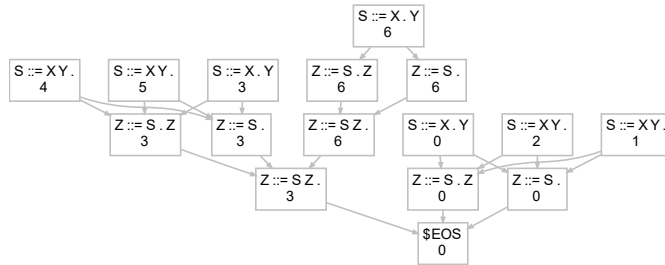 S ::= X . Y
6
S ::= X Y .
4
S ::= X Y .
5
S ::= X . Y
3
Z ::= S . Z
6
Z ::= S .
6
Z ::= S . Z
3
Z ::= S .
3
Z ::= S Z .
6
S ::= X . Y
0
S ::= X Y .
2
S ::= X Y .
1
Z ::= S Z .
3
Z ::= S . Z
0
Z ::= S .
0
$EOS
0